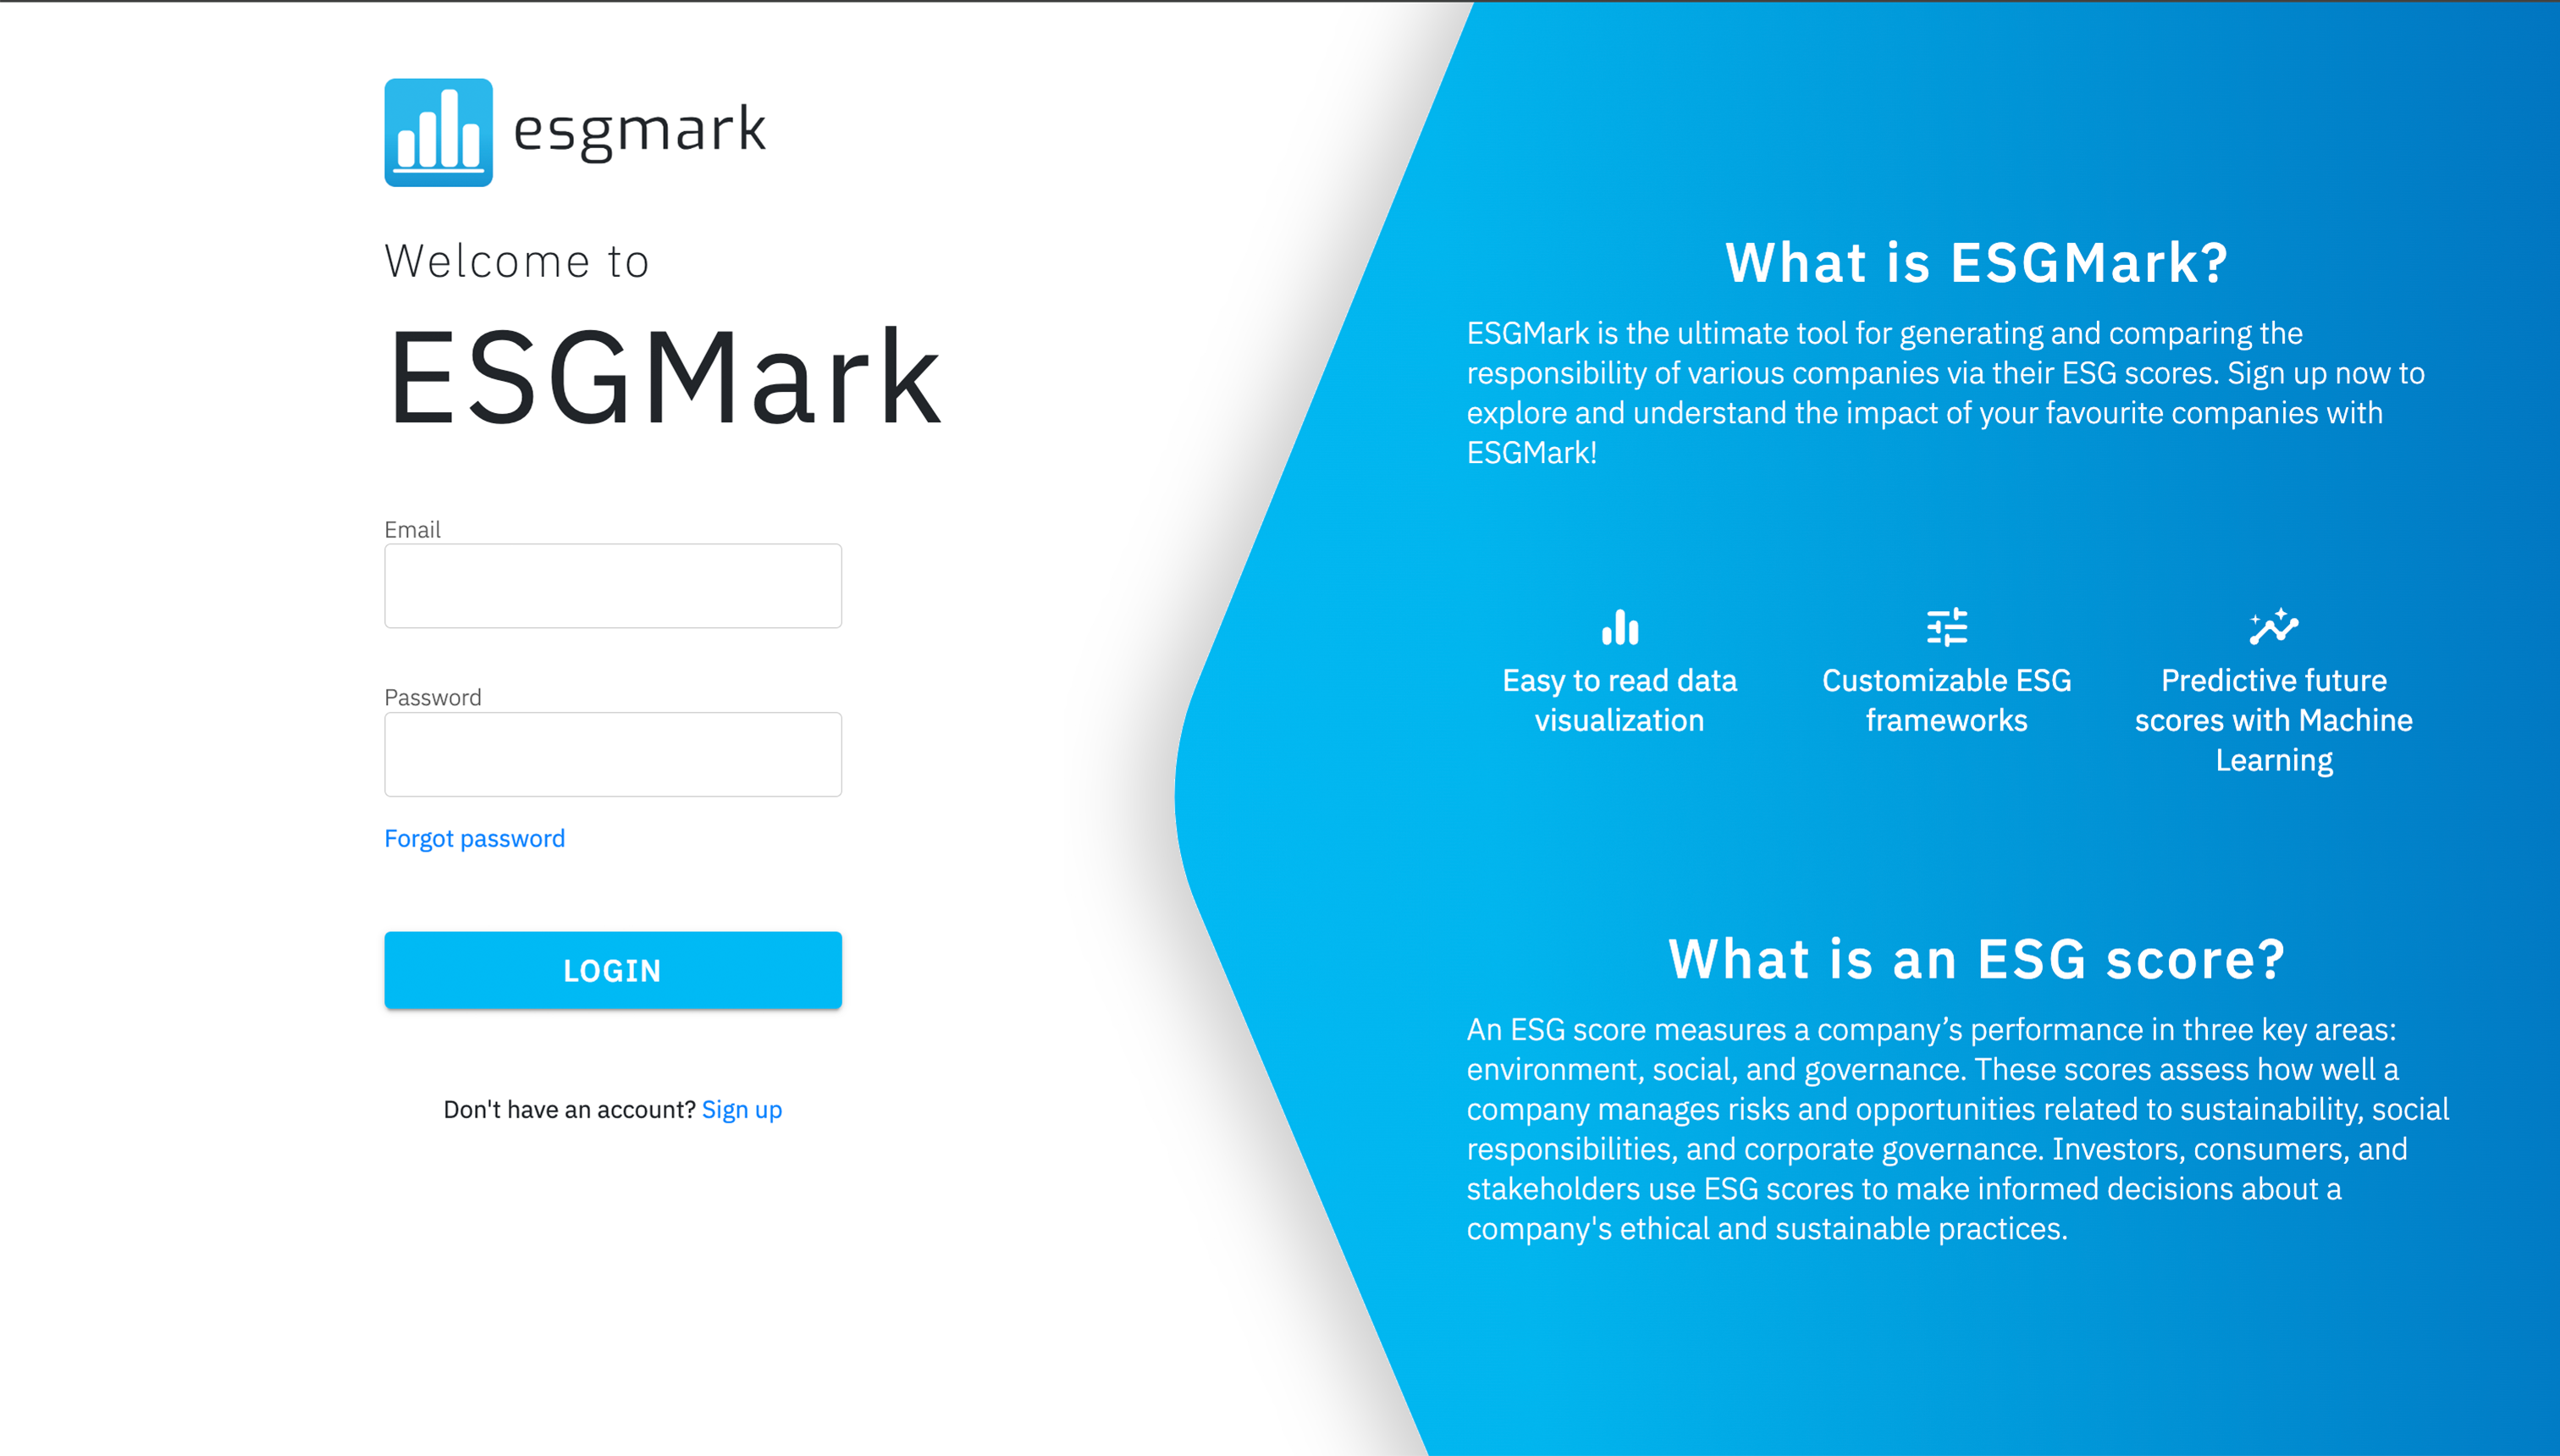 esgmark
Welcome to
ESGMark
Email
Password
Forgot password
LOGIN
Don't have an account? Sign up
What is ESGMark?
ESGMark is the ultimate tool for generating and comparing the
responsibility of various companies via their ESG scores. Sign up now to
explore and understand the impact of your favourite companies with
ESGMark!
Easy to read data
visualization
Customizable ESG
frameworks
Predictive future
scores with Machine
Learning
What is an ESG score?
An ESG score measures a company’s performance in three key areas:
environment, social, and governance. These scores assess how well a
company manages risks and opportunities related to sustainability, social
responsibilities, and corporate governance. Investors, consumers, and
stakeholders use ESG scores to make informed decisions about a
company's ethical and sustainable practices.